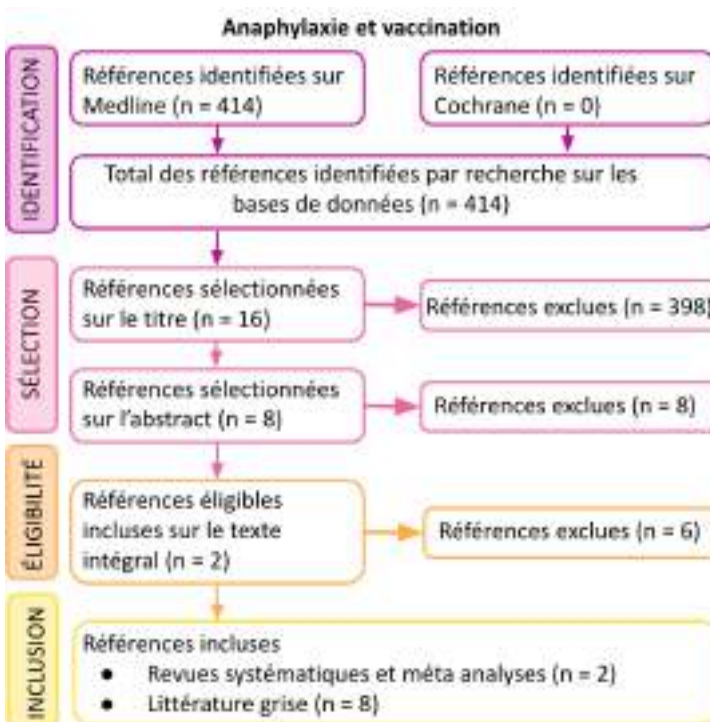 Anaphylaxie et vaccination
IDENTIFICATION
Références identifiées sur
Medline (n = 414)
Références identifiées sur
Cochrane (n = 0)
Total des références identifiées par recherche sur les
bases de données (n = 414)
SÉLECTION
Références sélectionnées
sur le titre (n = 16)
Références exclues (n = 398)
Références sélectionnées
sur l'abstract (n = 8)
Références exclues (n = 8)
ÉLIGIBILITÉ
Références éligibles
incluses sur le texte
intégral (n = 2)
Références exclues (n = 6)
INCLUSION
Références incluses
● Revues systématiques et méta analyses (n = 2)
● Littérature grise (n = 8)